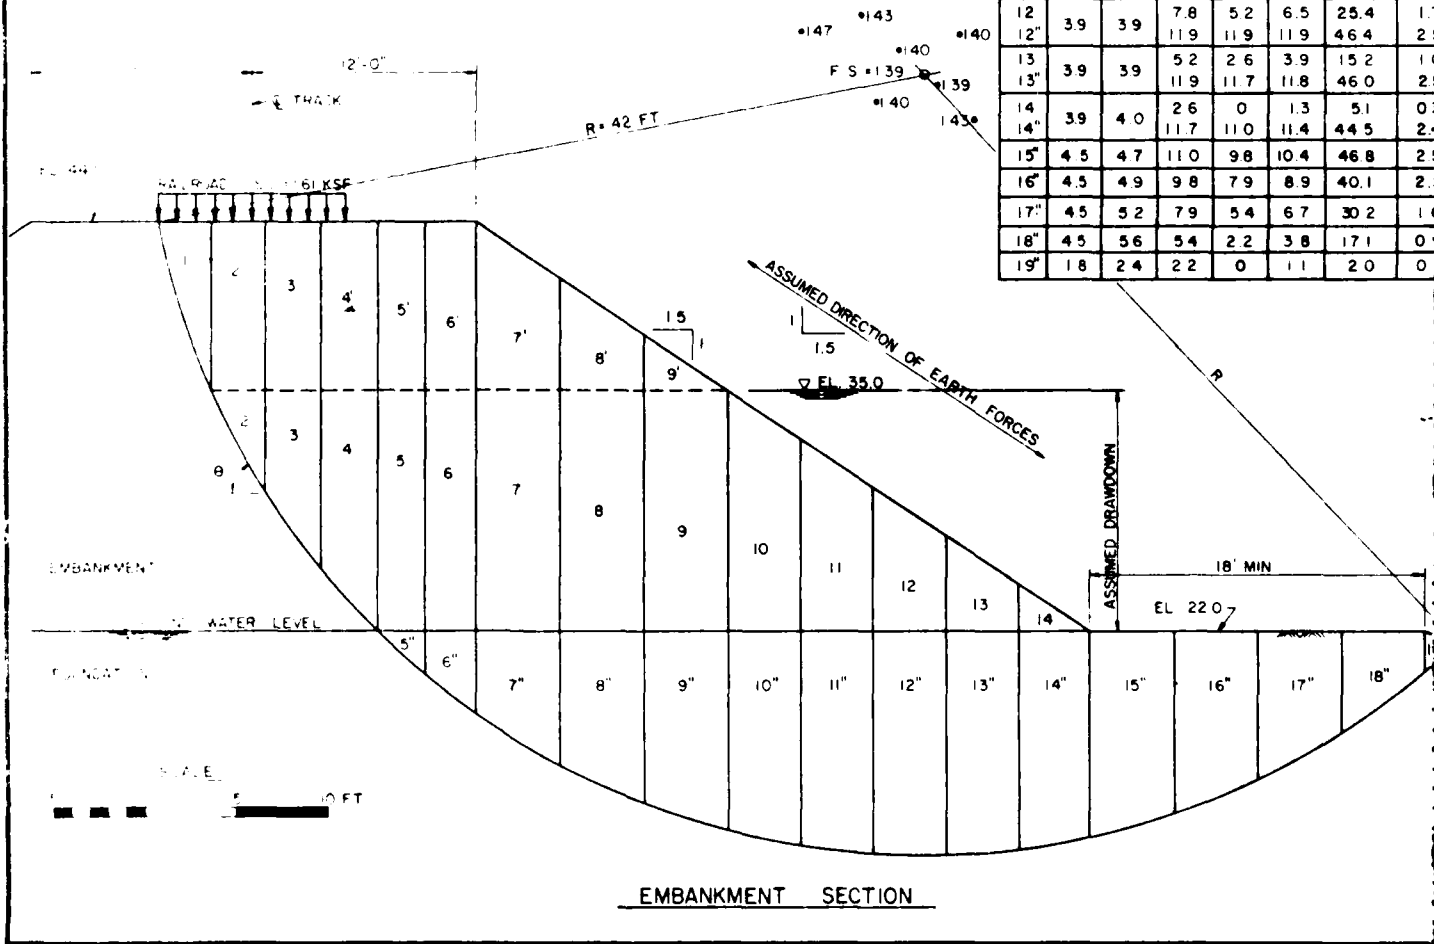 12 3.9 3.9 7.8 5.2 6.5 25.4
12" 11.9 11.9 11.9 46.4
13 3.9 3.9 5.2 2.6 3.9 15.2
13" 11.9 11.7 11.8 46.0
14 3.9 4.0 2.6 0 1.3 5.1
14" 11.7 11.0 11.4 44.5
15" 4.5 4.7 11.0 9.8 10.4 46.8
16" 4.5 4.9 9.8 7.9 8.9 40.1
17" 4.5 5.2 7.9 5.4 6.7 30.2
18" 4.5 5.6 5.4 2.2 3.8 17.1
19" 1.8 2.4 2.2 0 1.1 2.0
•143
•147
•140
•140
F S = 1.39
•139
•140
143•
12'-0"
℄ TRACK
R = 42 FT
KSF
1 2' 3 4' 5' 6' 7' 8' 9'
1.5
1
ASSUMED DIRECTION OF EARTH FORCES
1
1.5
EL. 35.0
R
ASSUMED DRAWDOWN
2 3 4 5 6 7 8 9 10 11 12 13 14
θ
1
EMBANKMENT
18' MIN
EL 22.0
WATER LEVEL
5" 6" 7" 8" 9" 10" 11" 12" 13" 14" 15" 16" 17" 18"
SCALE
5 10 FT
EMBANKMENT SECTION